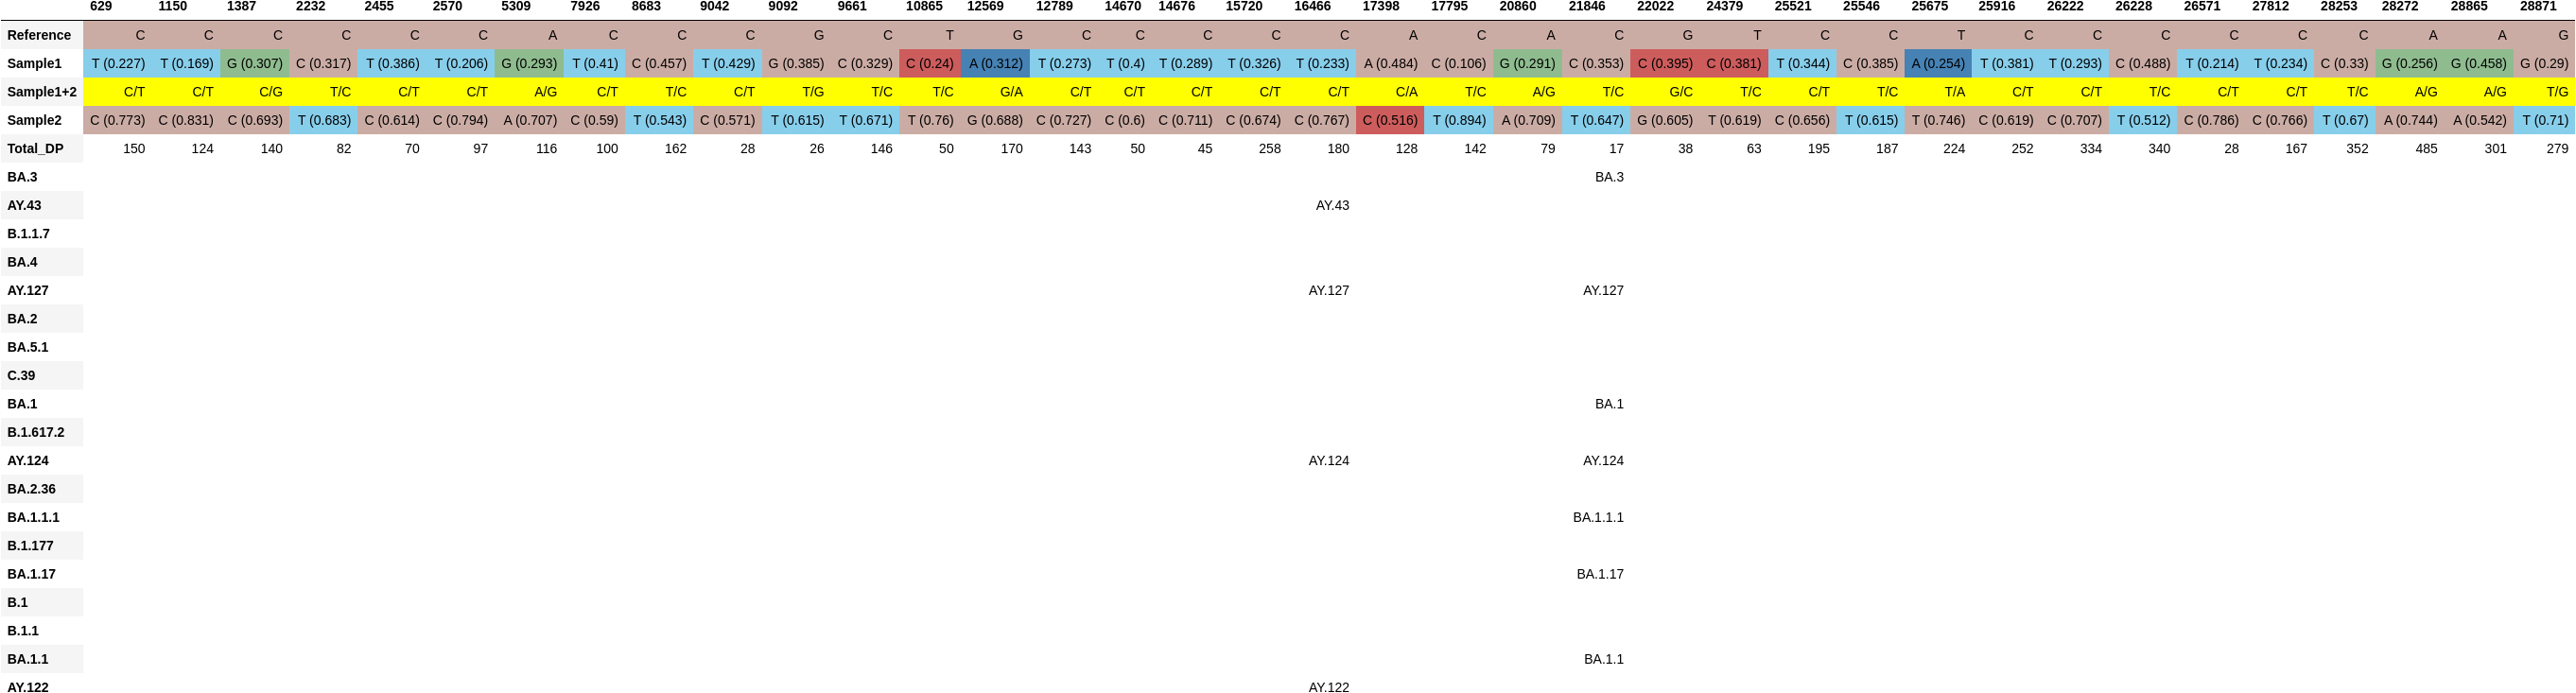 629 1150 1387 2232 2455 2570 5309 7926 8683 9042 9092 9661 10865 12569 12789 14670 14676 15720 16466 17398 17795 20860 21846 22022 24379 25521 25546 25675 25916 26222 26228 26571 27812 28253 28272 28865 28871
Reference C C C C C C A C C C G C T G C C C C C A C A C G T C C T C C C C C C A A G
Sample1 T (0.227) T (0.169) G (0.307) C (0.317) T (0.386) T (0.206) G (0.293) T (0.41) C (0.457) T (0.429) G (0.385) C (0.329) C (0.24) A (0.312) T (0.273) T (0.4) T (0.289) T (0.326) T (0.233) A (0.484) C (0.106) G (0.291) C (0.353) C (0.395) C (0.381) T (0.344) C (0.385) A (0.254) T (0.381) T (0.293) C (0.488) T (0.214) T (0.234) C (0.33) G (0.256) G (0.458) G (0.29)
Sample1+2 C/T C/T C/G T/C C/T C/T A/G C/T T/C C/T T/G T/C T/C G/A C/T C/T C/T C/T C/T C/A T/C A/G T/C G/C T/C C/T T/C T/A C/T C/T T/C C/T C/T T/C A/G A/G T/G
Sample2 C (0.773) C (0.831) C (0.693) T (0.683) C (0.614) C (0.794) A (0.707) C (0.59) T (0.543) C (0.571) T (0.615) T (0.671) T (0.76) G (0.688) C (0.727) C (0.6) C (0.711) C (0.674) C (0.767) C (0.516) T (0.894) A (0.709) T (0.647) G (0.605) T (0.619) C (0.656) T (0.615) T (0.746) C (0.619) C (0.707) T (0.512) C (0.786) C (0.766) T (0.67) A (0.744) A (0.542) T (0.71)
Total_DP 150 124 140 82 70 97 116 100 162 28 26 146 50 170 143 50 45 258 180 128 142 79 17 38 63 195 187 224 252 334 340 28 167 352 485 301 279
BA.3 BA.3
AY.43 AY.43
B.1.1.7
BA.4
AY.127 AY.127 AY.127
BA.2
BA.5.1
C.39
BA.1 BA.1
B.1.617.2
AY.124 AY.124 AY.124
BA.2.36
BA.1.1.1 BA.1.1.1
B.1.177
BA.1.17 BA.1.17
B.1
B.1.1
BA.1.1 BA.1.1
AY.122 AY.122